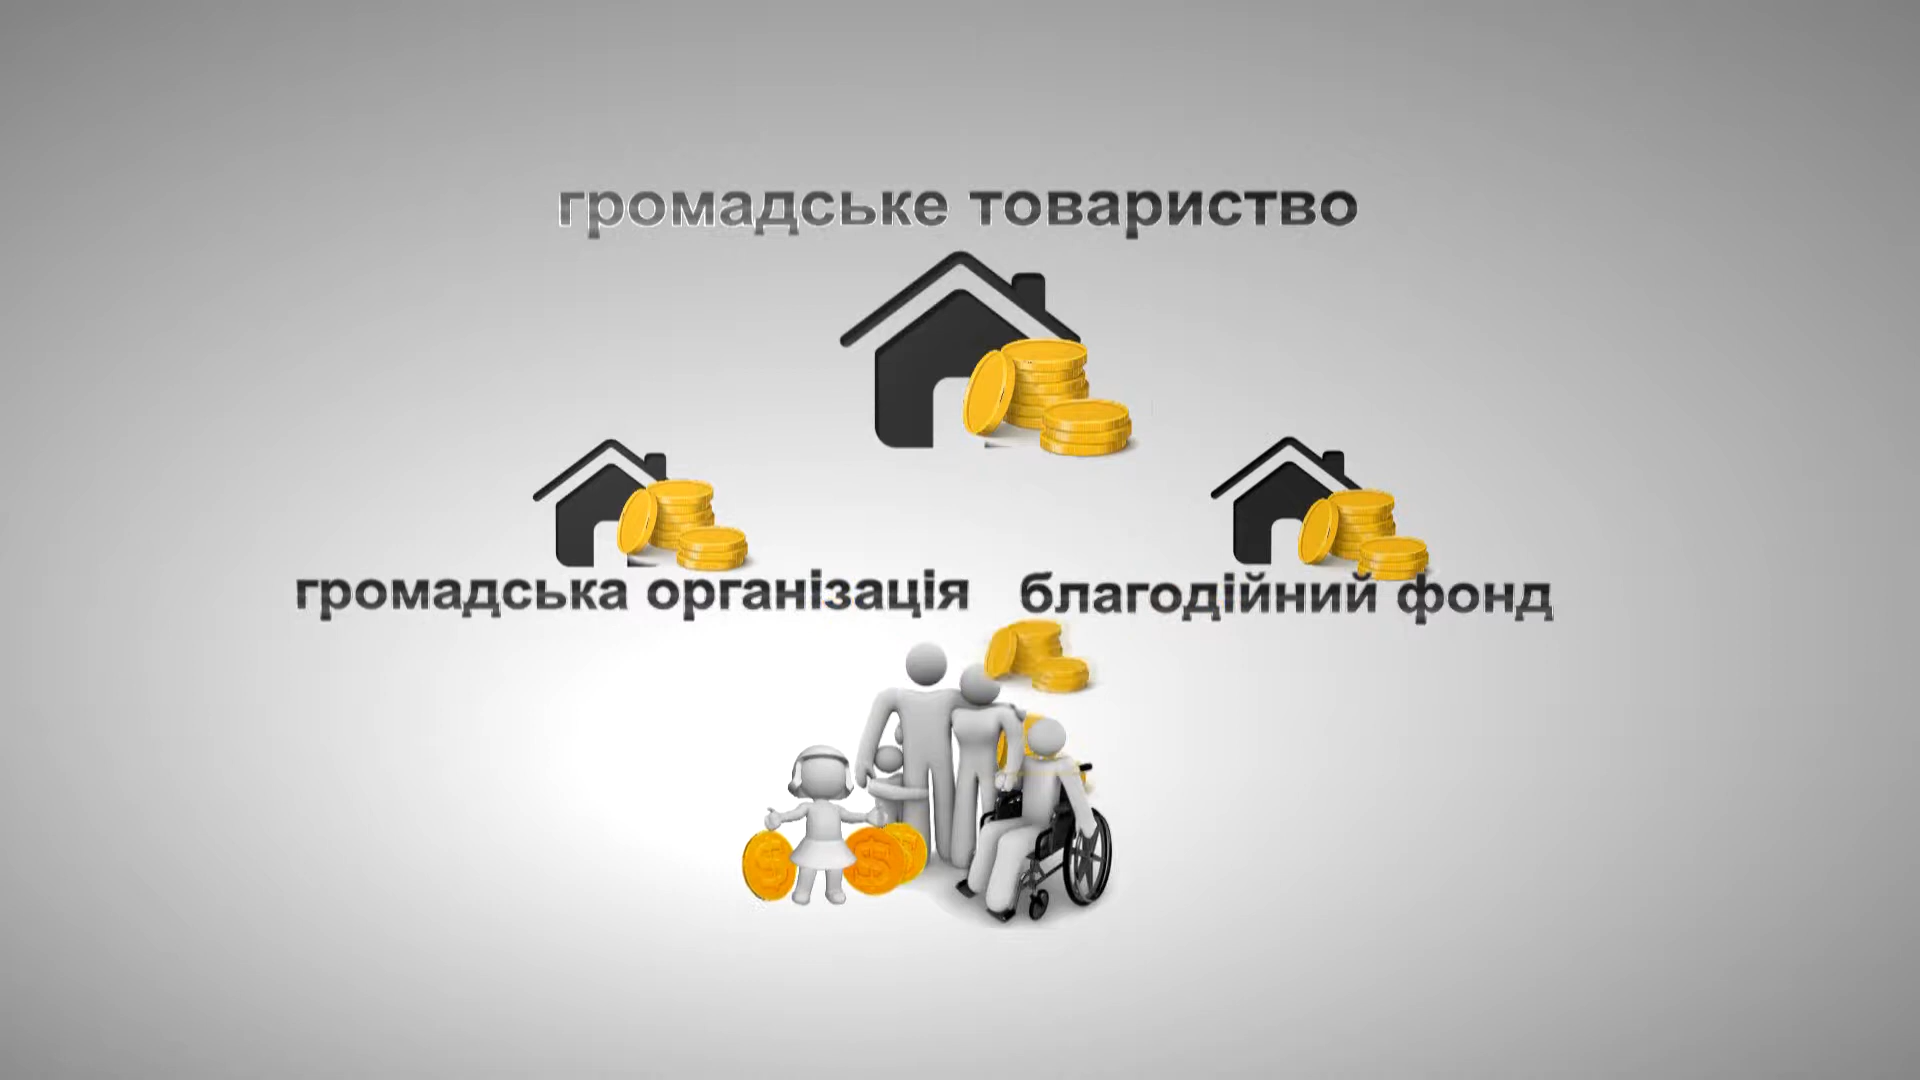 громадське товариство
громадська організація
благодійний фонд